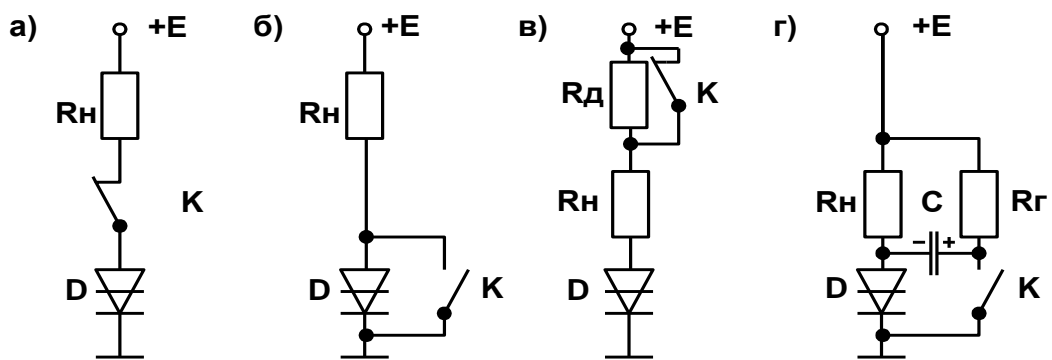 а) +E б) +E в) +E г) +E
Rд K
Rн Rн
Rн Rн C Rг
K
− +
D D K D D K